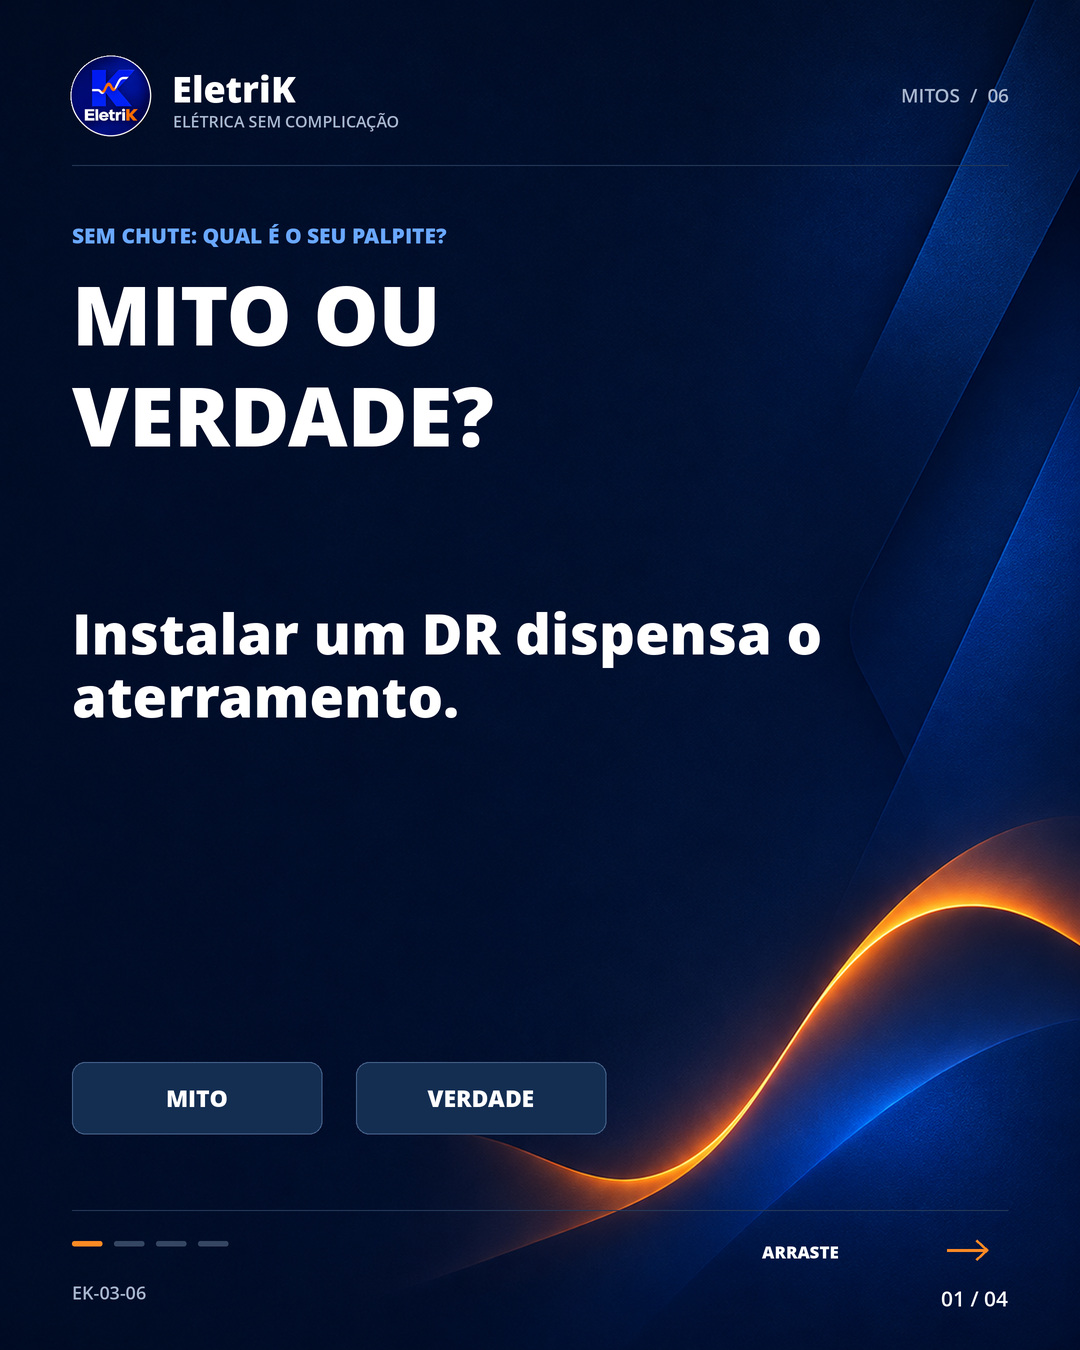 EletriK
EletriK
ELÉTRICA SEM COMPLICAÇÃO
MITOS / 06
SEM CHUTE: QUAL É O SEU PALPITE?
MITO OU
VERDADE?
Instalar um DR dispensa o
aterramento.
MITO
VERDADE
ARRASTE
EK-03-06
01 / 04